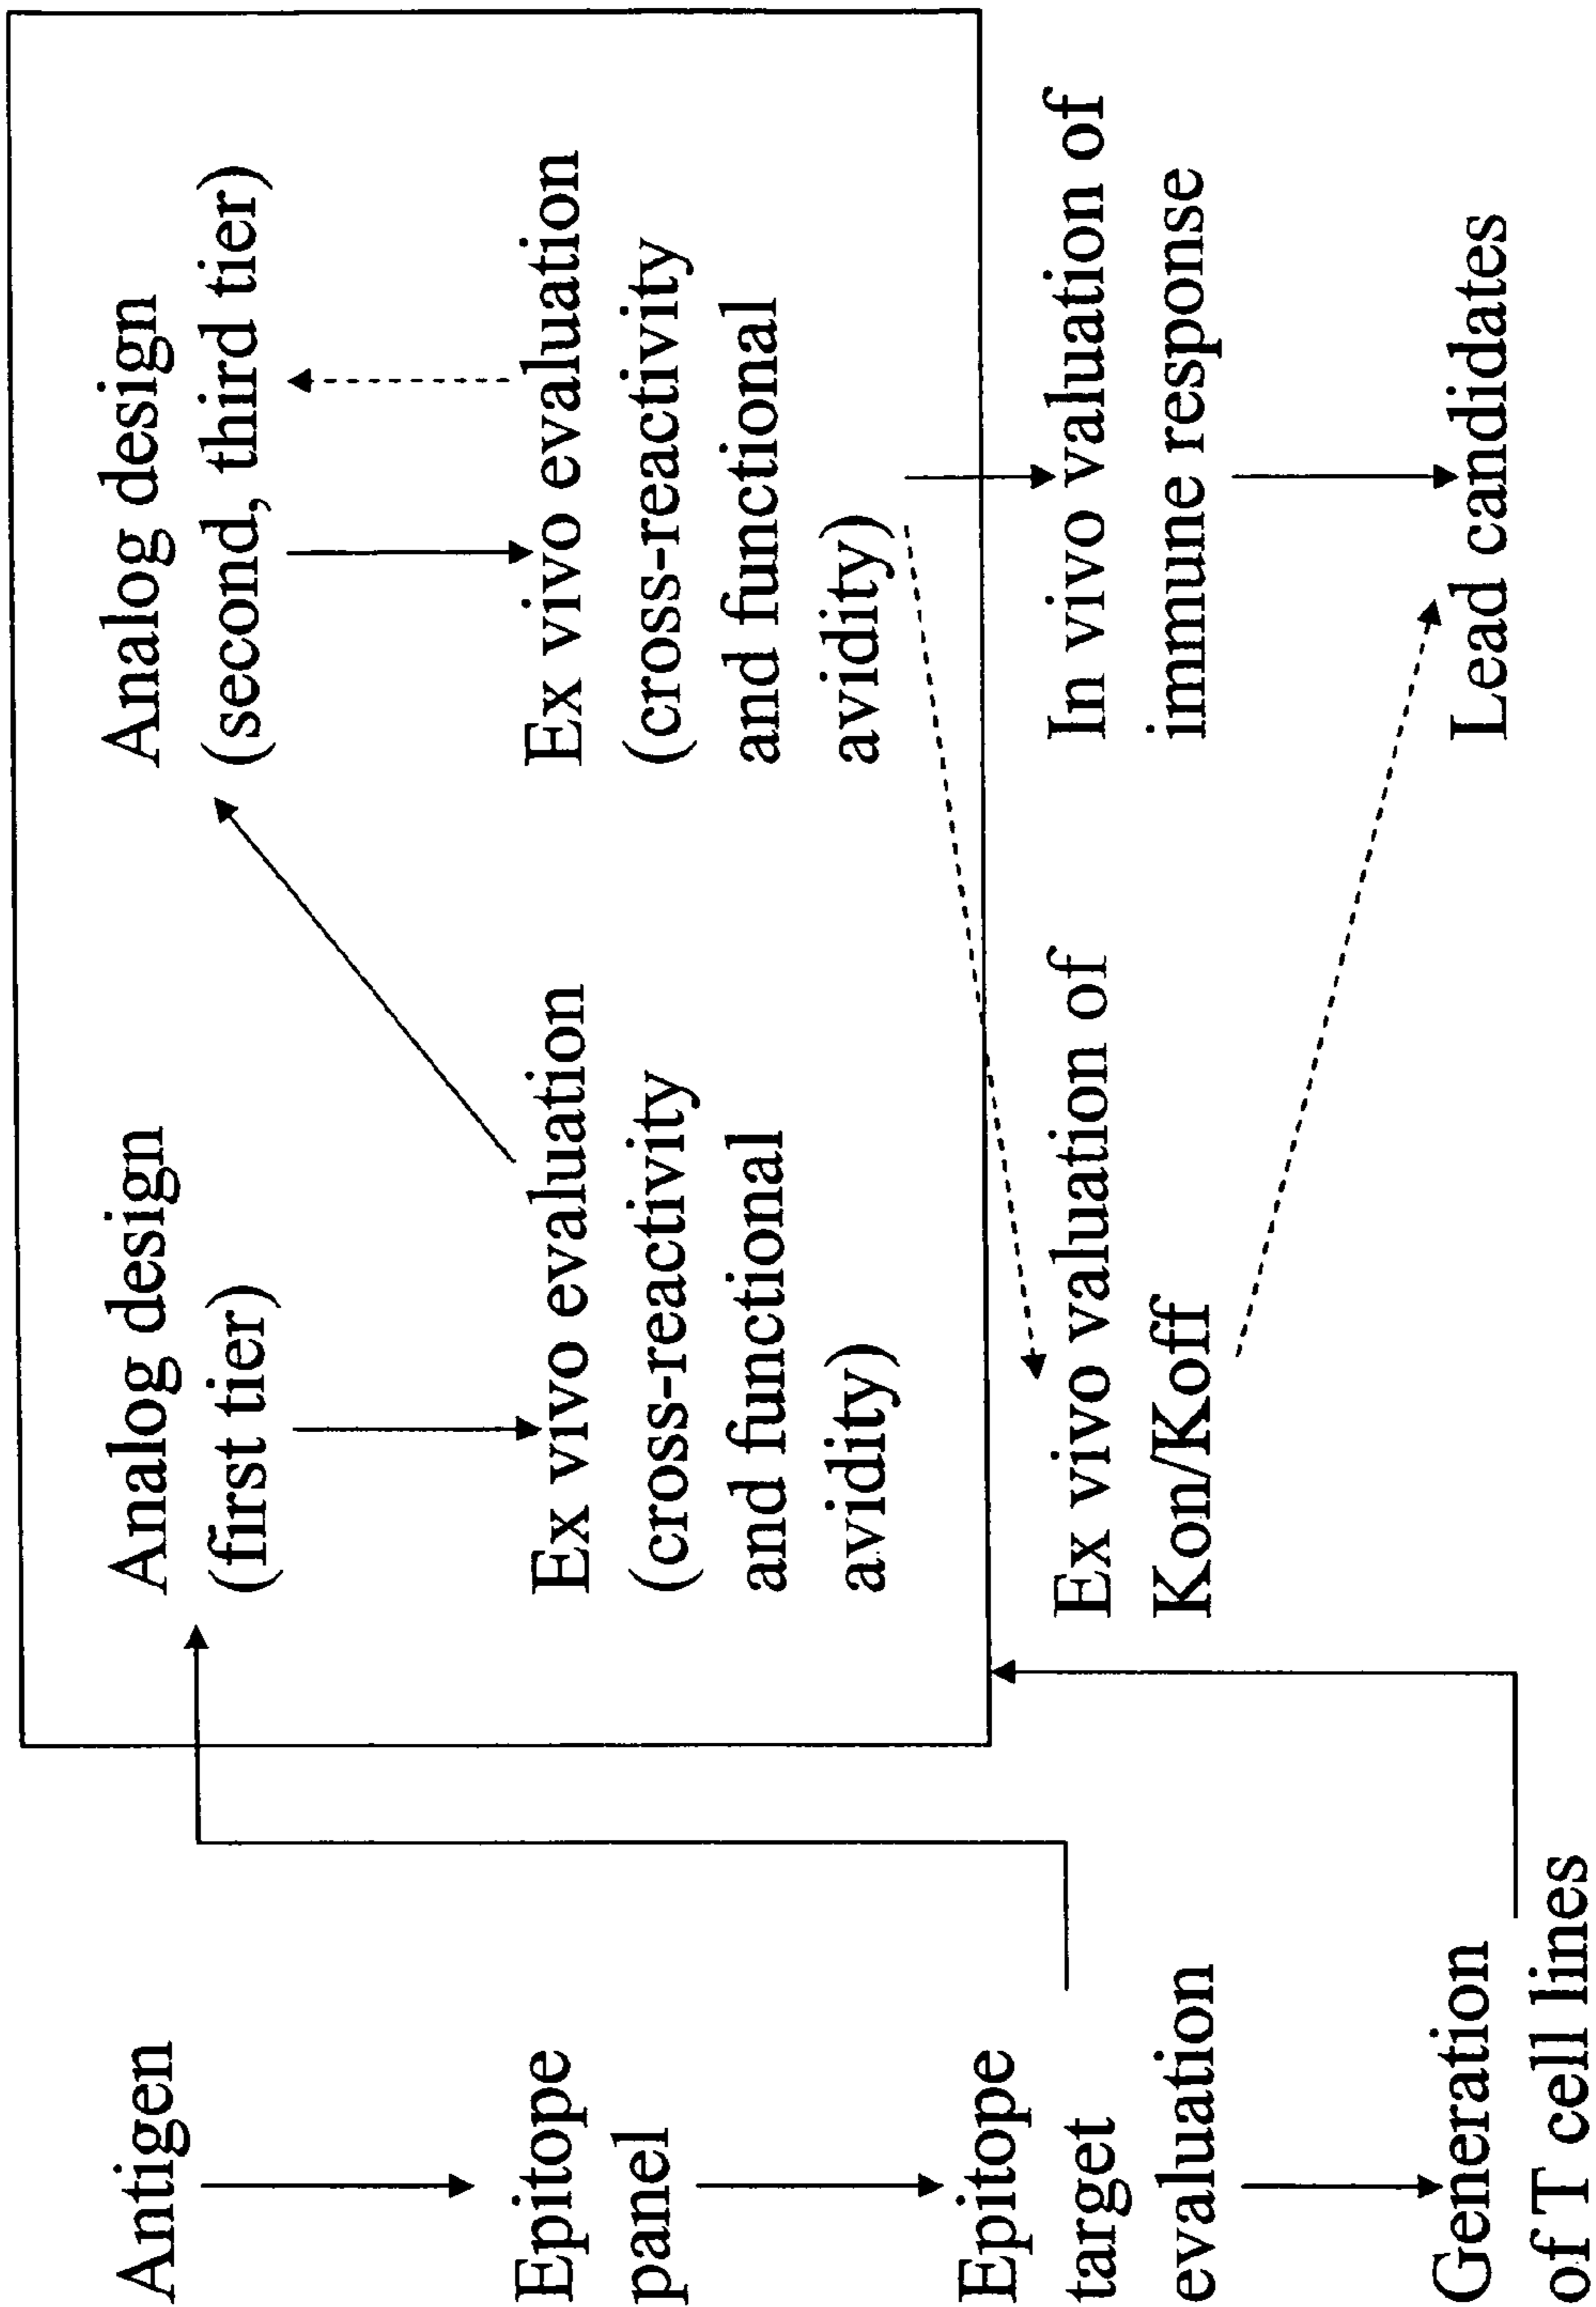 Antigen
Epitope
panel
Epitope
target
evaluation
Generation
of T cell lines
Analog design
(first tier)
Ex vivo evaluation
(cross-reactivity
and functional
avidity)
Analog design
(second, third tier)
Ex vivo evaluation
(cross-reactivity
and functional
avidity)
Ex vivo valuation of
Kon/Koff
In vivo valuation of
immune response
Lead candidates